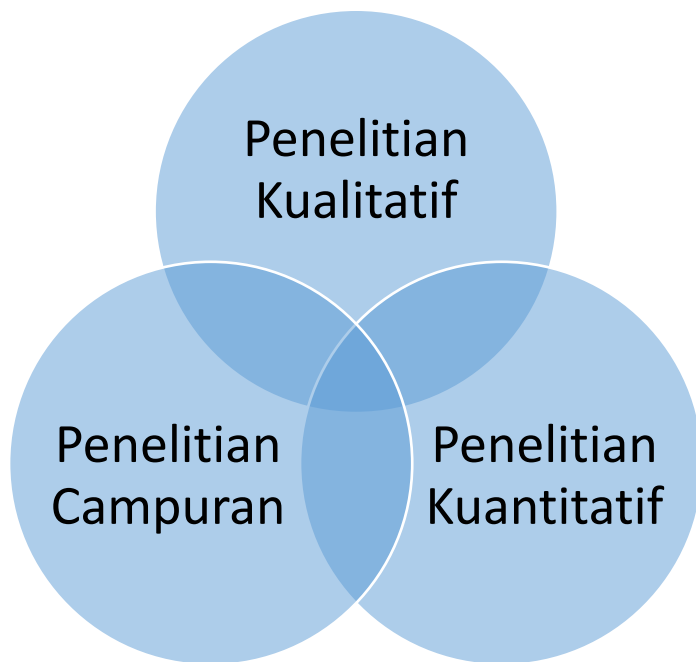 Penelitian
Kualitatif
Penelitian
Campuran
Penelitian
Kuantitatif